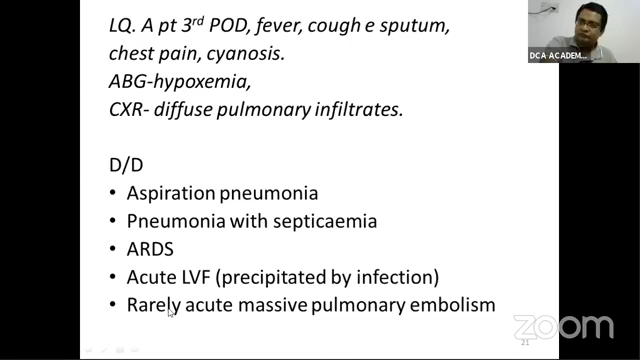 LQ. A pt 3rd POD, fever, cough e sputum,
chest pain, cyanosis.
ABG-hypoxemia,
CXR- diffuse pulmonary infiltrates.
D/D
• Aspiration pneumonia
• Pneumonia with septicaemia
• ARDS
• Acute LVF (precipitated by infection)
• Rarely acute massive pulmonary embolism
DCA ACADEM...
zoom
21